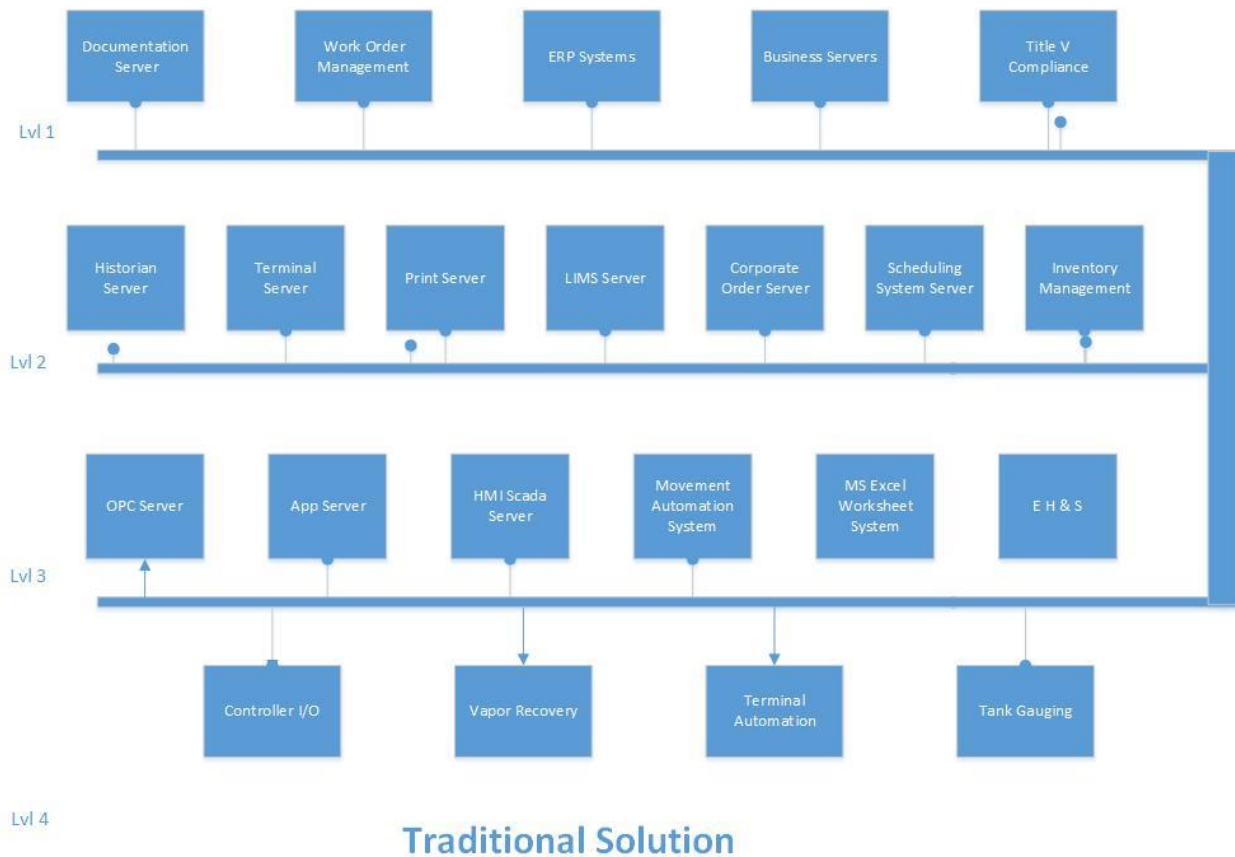 Documentation
Server
Work Order
Management
ERP Systems
Business Servers
Title V
Compliance
Lvl 1
Historian
Server
Terminal
Server
Print Server
LIMS Server
Corporate
Order Server
Scheduling
System Server
Inventory
Management
Lvl 2
OPC Server
App Server
HMI Scada
Server
Movement
Automation
System
MS Excel
Worksheet
System
E H & S
Lvl 3
Controller I/O
Vapor Recovery
Terminal
Automation
Tank Gauging
Lvl 4
Traditional Solution